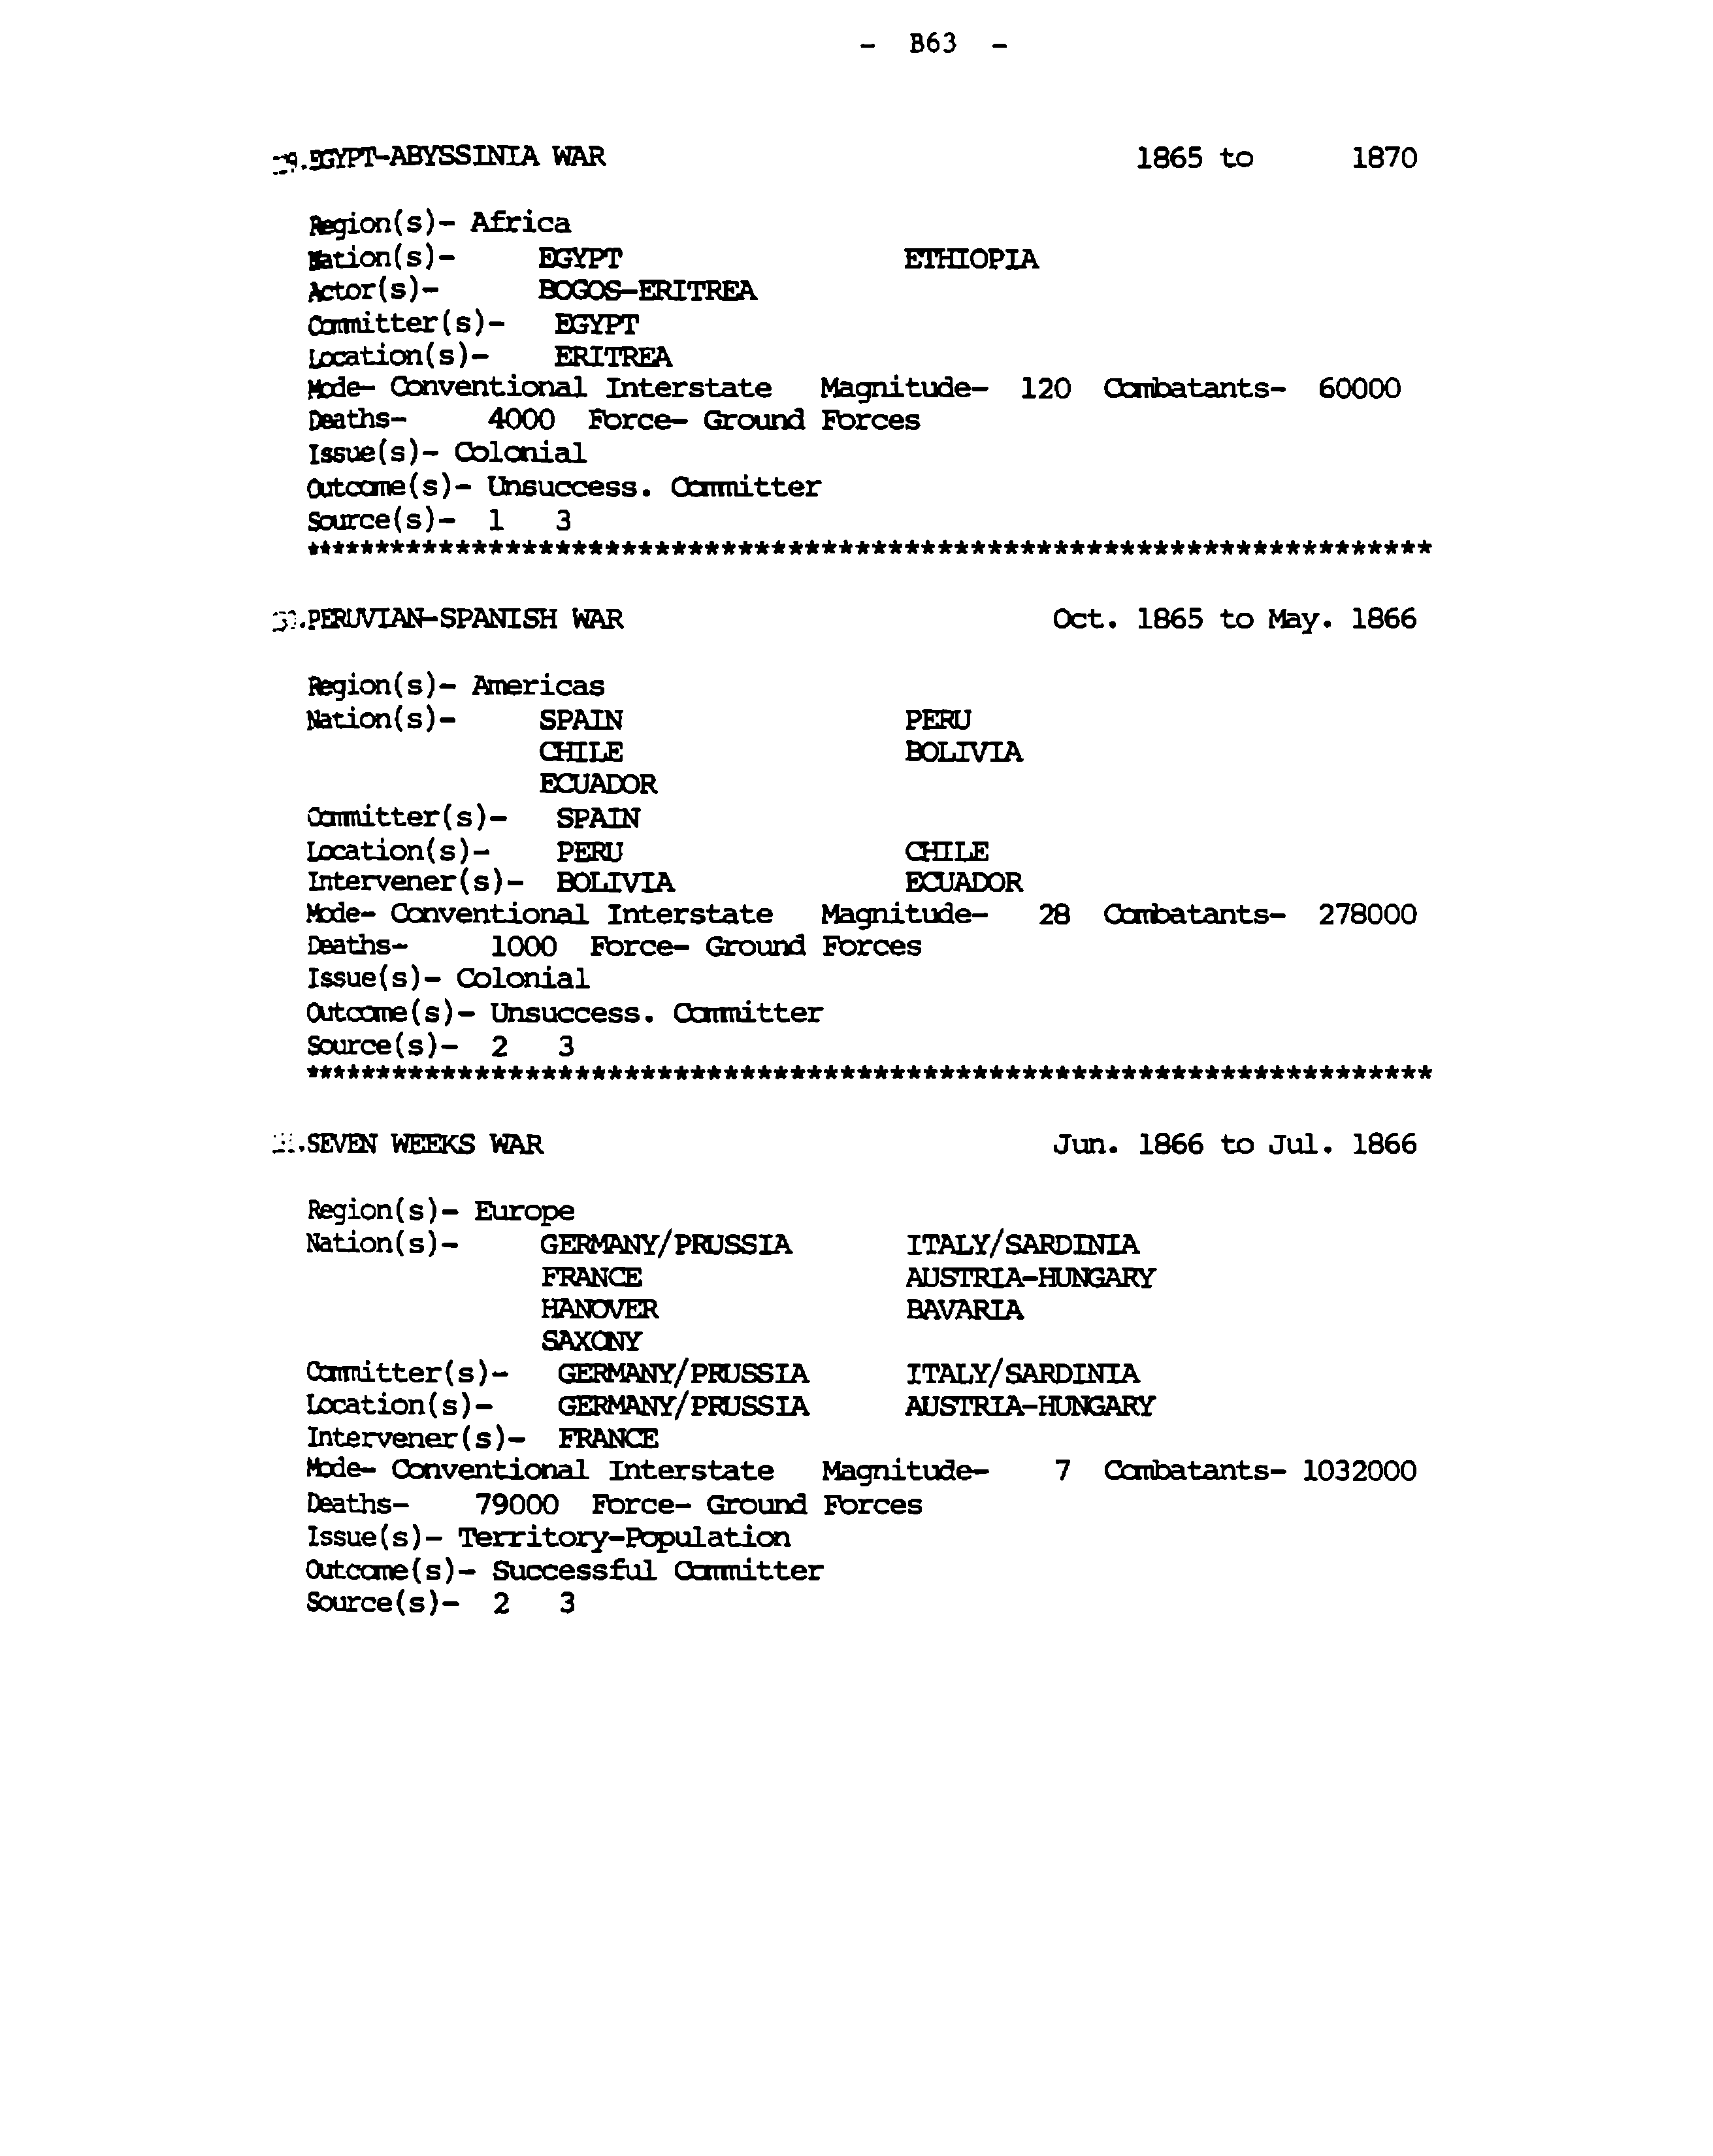 - B63 -
EGYPT-ABYSSINIA WAR 1865 to 1870
Region(s)- Africa
Nation(s)- EGYPT ETHIOPIA
Actor(s)- BOGOS-ERITREA
Committer(s)- EGYPT
Location(s)- ERITREA
Mode- Conventional Interstate Magnitude- 120 Combatants- 60000
Deaths- 4000 Force- Ground Forces
Issue(s)- Colonial
Outcome(s)- Unsuccess. Committer
Source(s)- 1 3
********************************************************************
PERUVIAN-SPANISH WAR Oct. 1865 to May. 1866
Region(s)- Americas
Nation(s)- SPAIN PERU
CHILE BOLIVIA
ECUADOR
Committer(s)- SPAIN
Location(s)- PERU CHILE
Intervener(s)- BOLIVIA ECUADOR
Mode- Conventional Interstate Magnitude- 28 Combatants- 278000
Deaths- 1000 Force- Ground Forces
Issue(s)- Colonial
Outcome(s)- Unsuccess. Committer
Source(s)- 2 3
********************************************************************
SEVEN WEEKS WAR Jun. 1866 to Jul. 1866
Region(s)- Europe
Nation(s)- GERMANY/PRUSSIA ITALY/SARDINIA
FRANCE AUSTRIA-HUNGARY
HANOVER BAVARIA
SAXONY
Committer(s)- GERMANY/PRUSSIA ITALY/SARDINIA
Location(s)- GERMANY/PRUSSIA AUSTRIA-HUNGARY
Intervener(s)- FRANCE
Mode- Conventional Interstate Magnitude- 7 Combatants- 1032000
Deaths- 79000 Force- Ground Forces
Issue(s)- Territory-Population
Outcome(s)- Successful Committer
Source(s)- 2 3